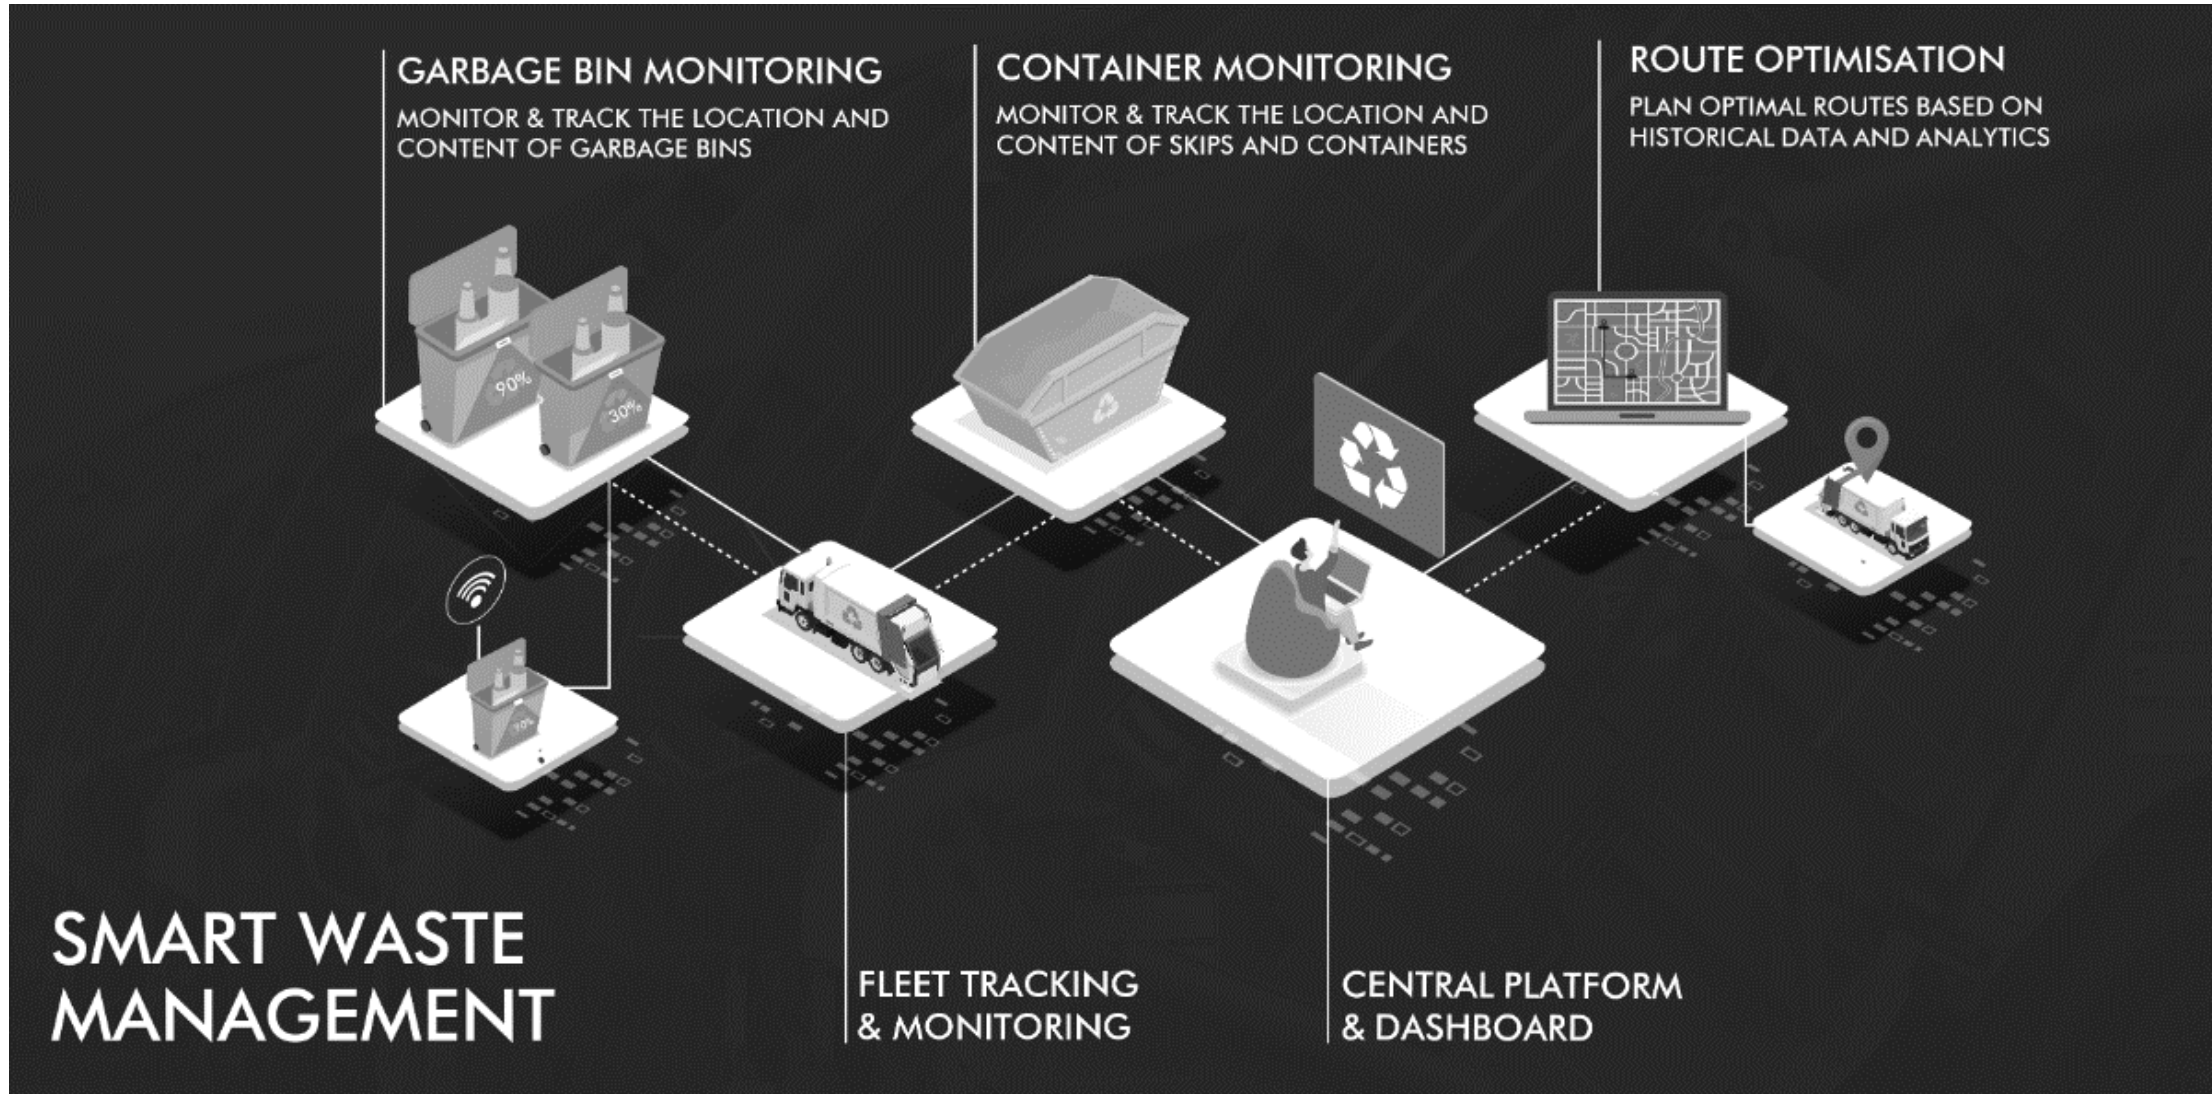 GARBAGE BIN MONITORING
MONITOR & TRACK THE LOCATION AND
CONTENT OF GARBAGE BINS
CONTAINER MONITORING
MONITOR & TRACK THE LOCATION AND
CONTENT OF SKIPS AND CONTAINERS
ROUTE OPTIMISATION
PLAN OPTIMAL ROUTES BASED ON
HISTORICAL DATA AND ANALYTICS
90%
30%
70%
SMART WASTE
MANAGEMENT
FLEET TRACKING
& MONITORING
CENTRAL PLATFORM
& DASHBOARD